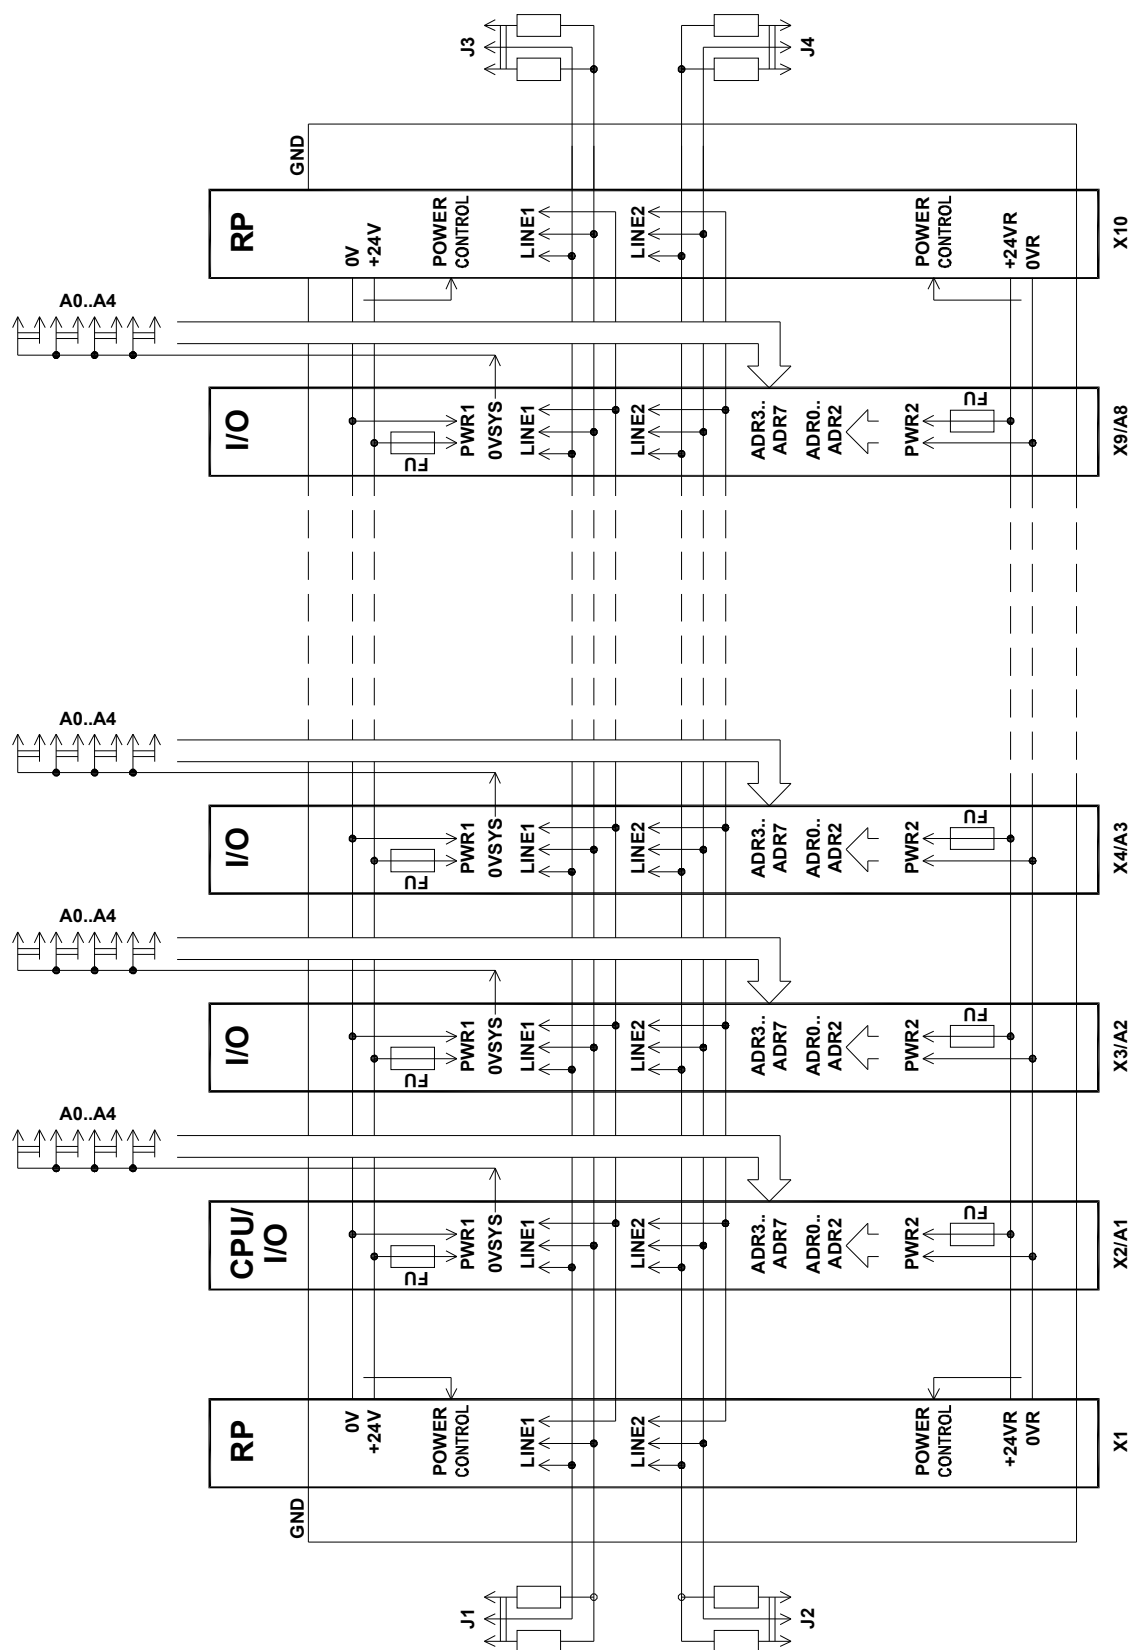 J3
J4
GND
RP
0V
+24V
POWER
CONTROL
LINE1
LINE2
POWER
CONTROL
+24VR
0VR
X10
A0..A4
I/O
FU
PWR1
0VSYS
LINE1
LINE2
ADR3..
ADR7
ADR0..
ADR2
PWR2
FU
X9/A8
A0..A4
I/O
FU
PWR1
0VSYS
LINE1
LINE2
ADR3..
ADR7
ADR0..
ADR2
PWR2
FU
X4/A3
A0..A4
I/O
FU
PWR1
0VSYS
LINE1
LINE2
ADR3..
ADR7
ADR0..
ADR2
PWR2
FU
X3/A2
A0..A4
CPU/
I/O
FU
PWR1
0VSYS
LINE1
LINE2
ADR3..
ADR7
ADR0..
ADR2
PWR2
FU
X2/A1
RP
0V
+24V
POWER
CONTROL
LINE1
LINE2
POWER
CONTROL
+24VR
0VR
X1
GND
J1
J2